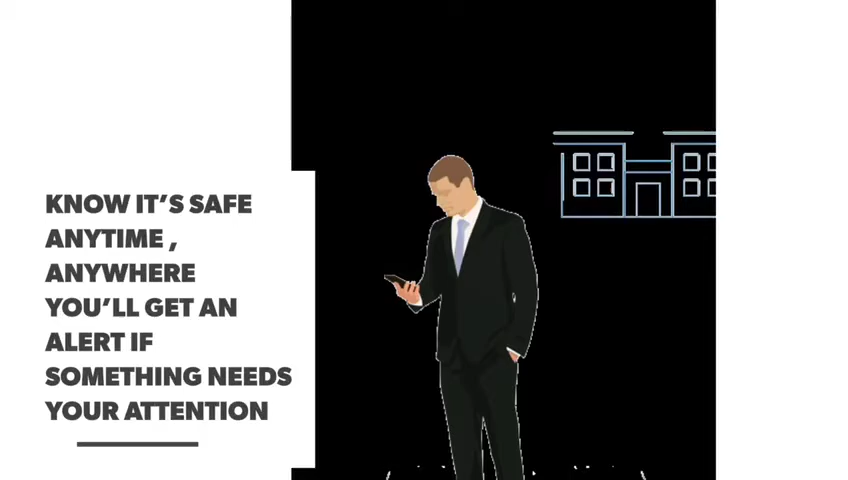 KNOW IT’S SAFE
ANYTIME ,
ANYWHERE
YOU’LL GET AN
ALERT IF
SOMETHING NEEDS
YOUR ATTENTION